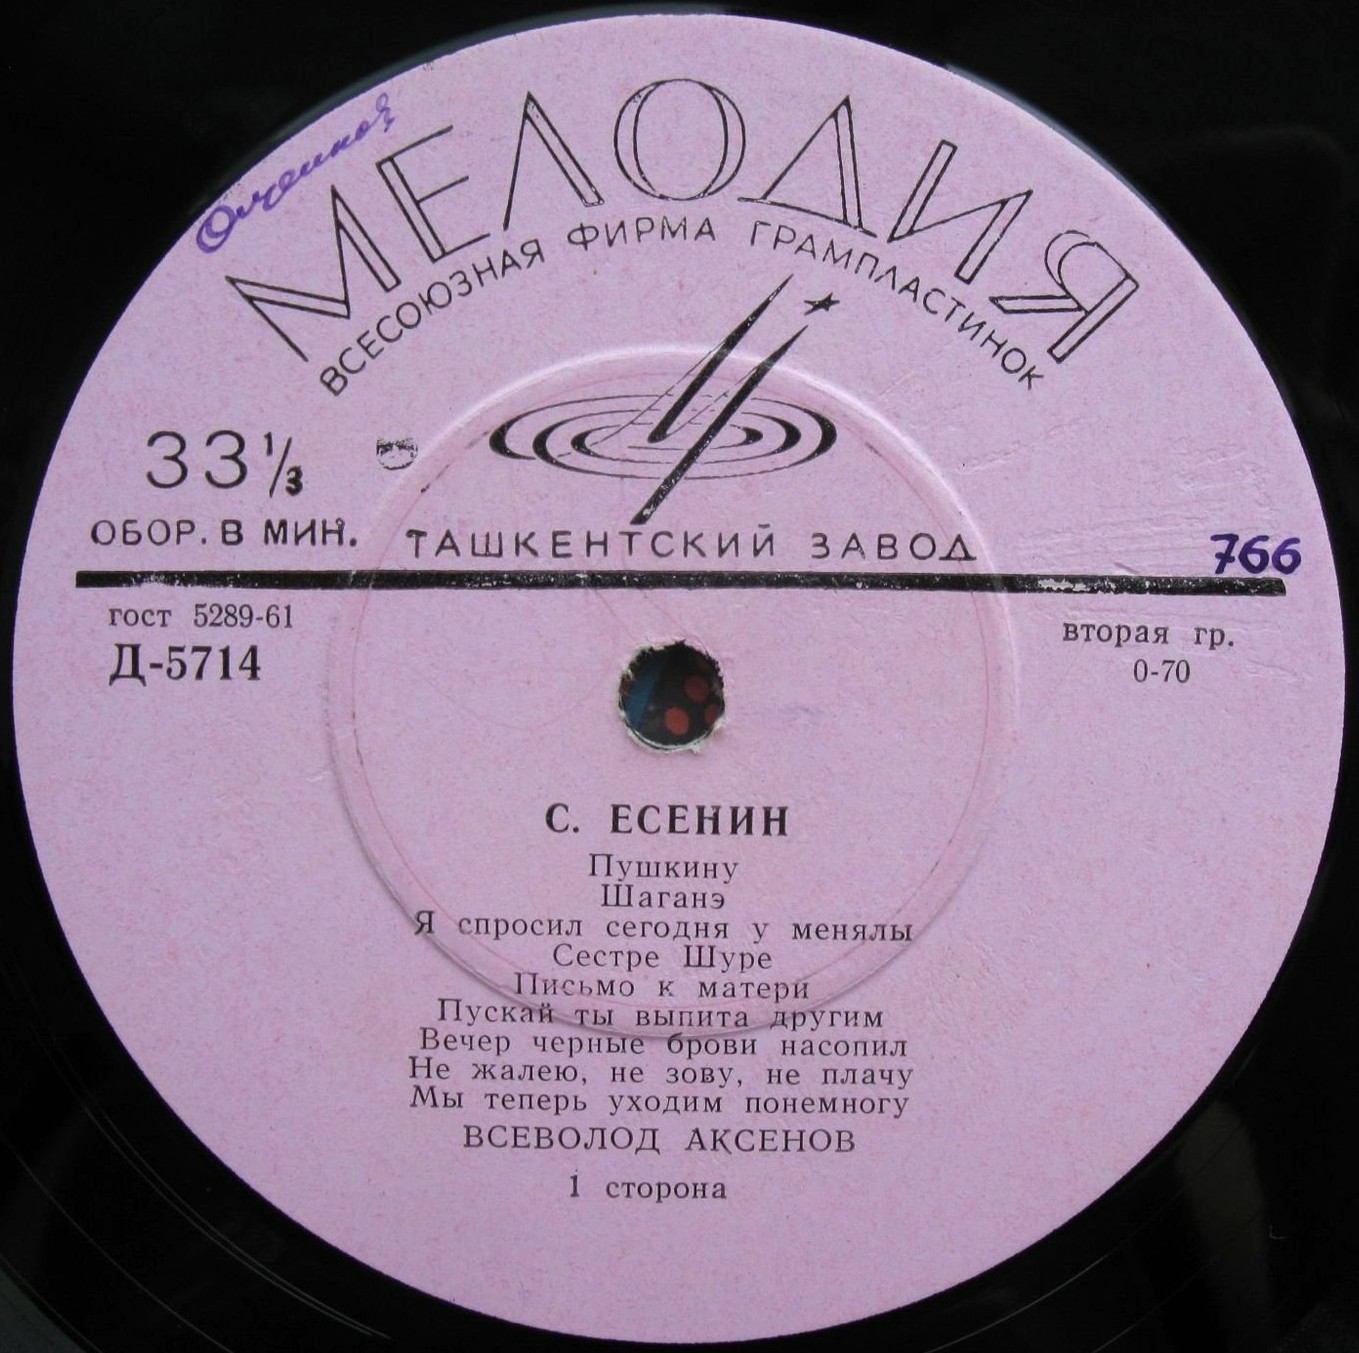 МЕЛОДИЯ
ВСЕСОЮЗНАЯ ФИРМА ГРАМПЛАСТИНОК
33 1/3
ОБОР. В МИН.
ТАШКЕНТСКИЙ ЗАВОД
766
гост 5289-61
Д-5714
вторая гр.
0-70
С. ЕСЕНИН
Пушкину
Шаганэ
Я спросил сегодня у менялы
Сестре Шуре
Письмо к матери
Пускай ты выпита другим
Вечер черные брови насопил
Не жалею, не зову, не плачу
Мы теперь уходим понемногу
ВСЕВОЛОД АКСЕНОВ
1 сторона